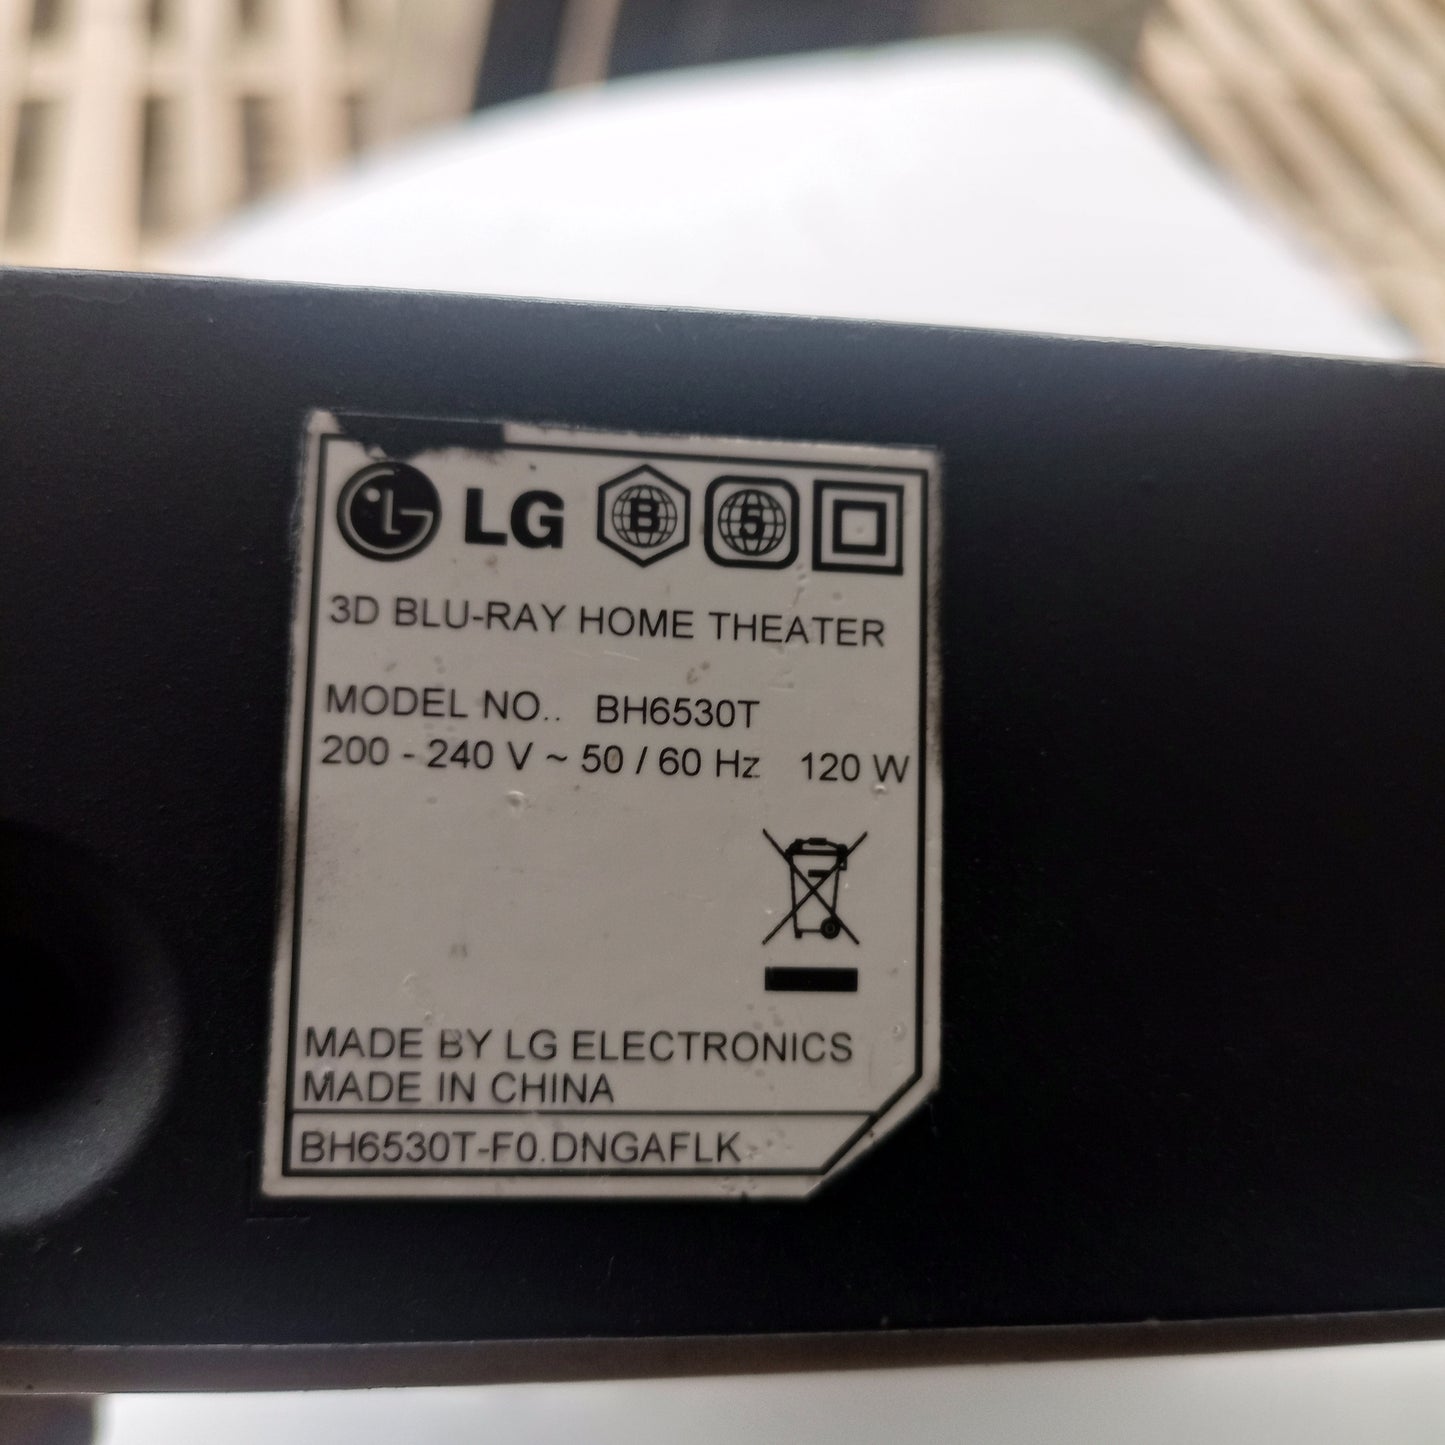 LG B 5
3D BLU-RAY HOME THEATER
MODEL NO.. BH6530T
200 - 240 V ~ 50 / 60 Hz 120 W
MADE BY LG ELECTRONICS
MADE IN CHINA
BH6530T-F0.DNGAFLK